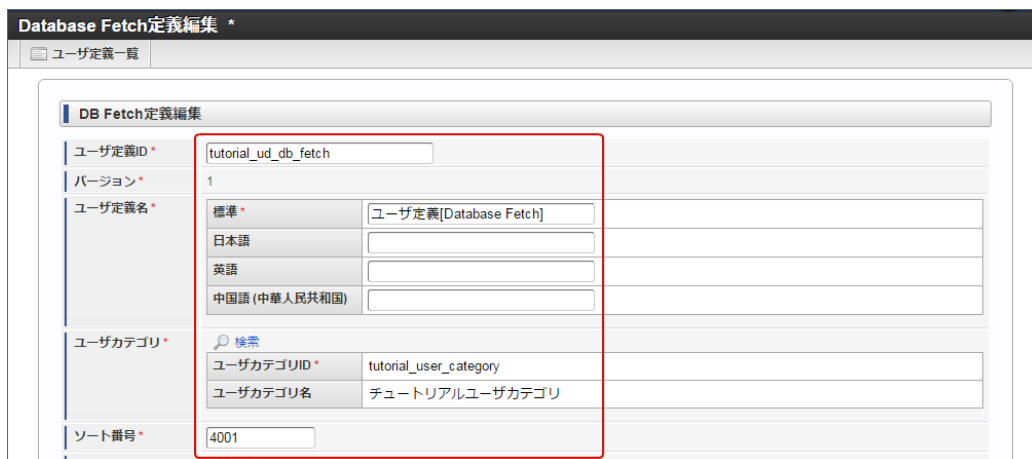 Database Fetch定義編集 *
ユーザ定義一覧
DB Fetch定義編集
ユーザ定義ID *
tutorial_ud_db_fetch
バージョン *
1
ユーザ定義名 *
標準 *
ユーザ定義[Database Fetch]
日本語
英語
中国語 (中華人民共和国)
ユーザカテゴリ *
検索
ユーザカテゴリID *
tutorial_user_category
ユーザカテゴリ名
チュートリアルユーザカテゴリ
ソート番号 *
4001